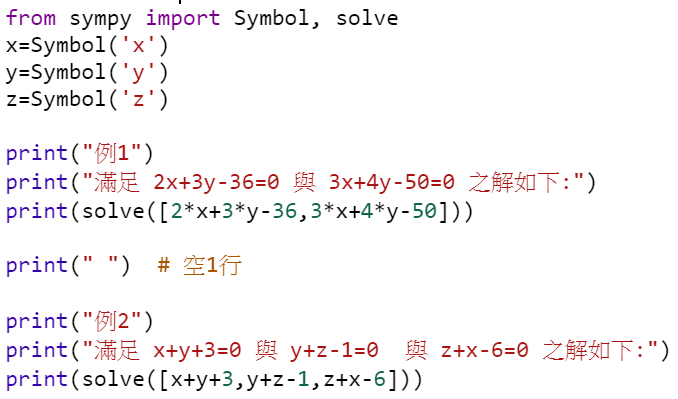 from sympy import Symbol, solve
x=Symbol('x')
y=Symbol('y')
z=Symbol('z')
print("例1")
print("滿足 2x+3y-36=0 與 3x+4y-50=0 之解如下:")
print(solve([2*x+3*y-36,3*x+4*y-50]))
print(" ")  # 空1行
print("例2")
print("滿足 x+y+3=0 與 y+z-1=0  與 z+x-6=0 之解如下:")
print(solve([x+y+3,y+z-1,z+x-6]))